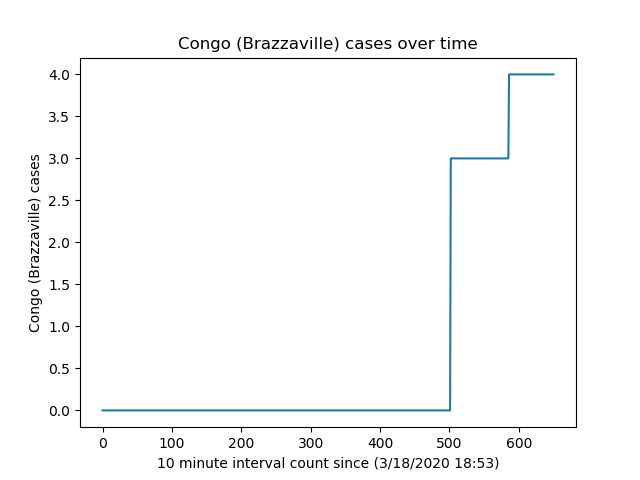 Congo (Brazzaville) cases over time
Congo (Brazzaville) cases
4.0
3.5
3.0
2.5
2.0
1.5
1.0
0.5
0.0
0 100 200 300 400 500 600
10 minute interval count since (3/18/2020 18:53)